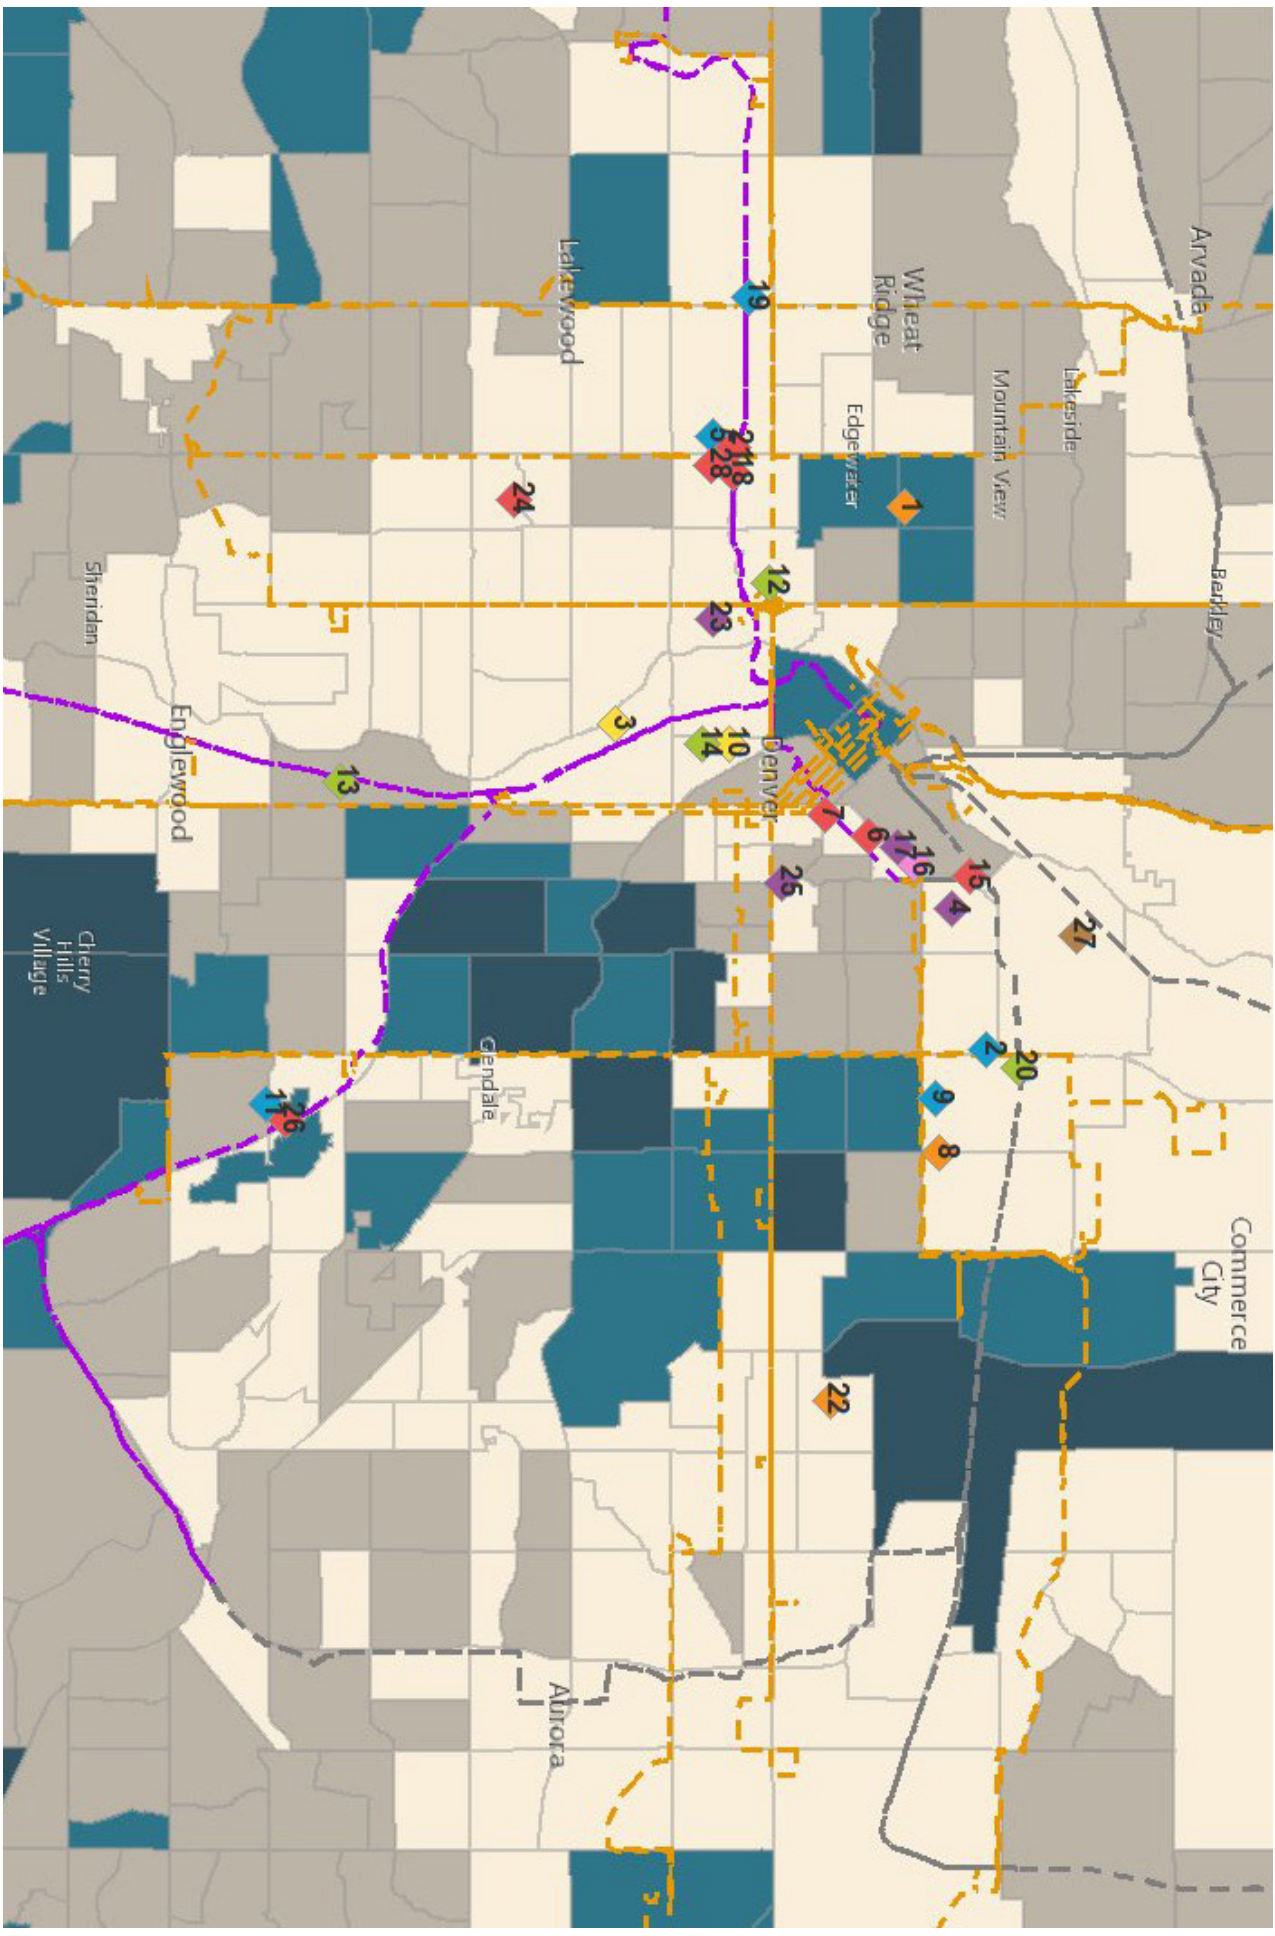 Arvada
Wheat
Ridge
Lakeside
Mountain View
Edgewater
Berkley
Lakewood
Sheridan
Englewood
Denver
Cherry
Hills
Village
Glendale
Commerce
City
Aurora
19
5
21
18
28
24
1
12
23
3
14
10
13
7
6
17
16
15
4
25
27
2
20
9
8
11
26
22